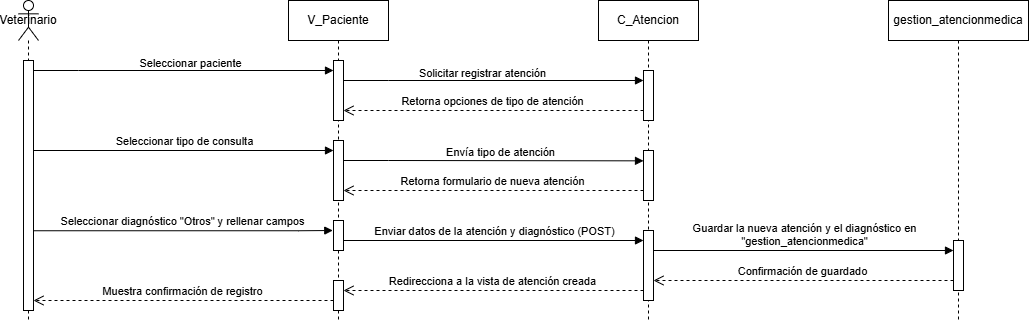 Veterinario
V_Paciente
C_Atencion
gestion_atencionmedica
Seleccionar paciente
Solicitar registrar atención
Retorna opciones de tipo de atención
Seleccionar tipo de consulta
Envía tipo de atención
Retorna formulario de nueva atención
Seleccionar diagnóstico "Otros" y rellenar campos
Enviar datos de la atención y diagnóstico (POST)
Guardar la nueva atención y el diagnóstico en
"gestion_atencionmedica"
Confirmación de guardado
Redirecciona a la vista de atención creada
Muestra confirmación de registro